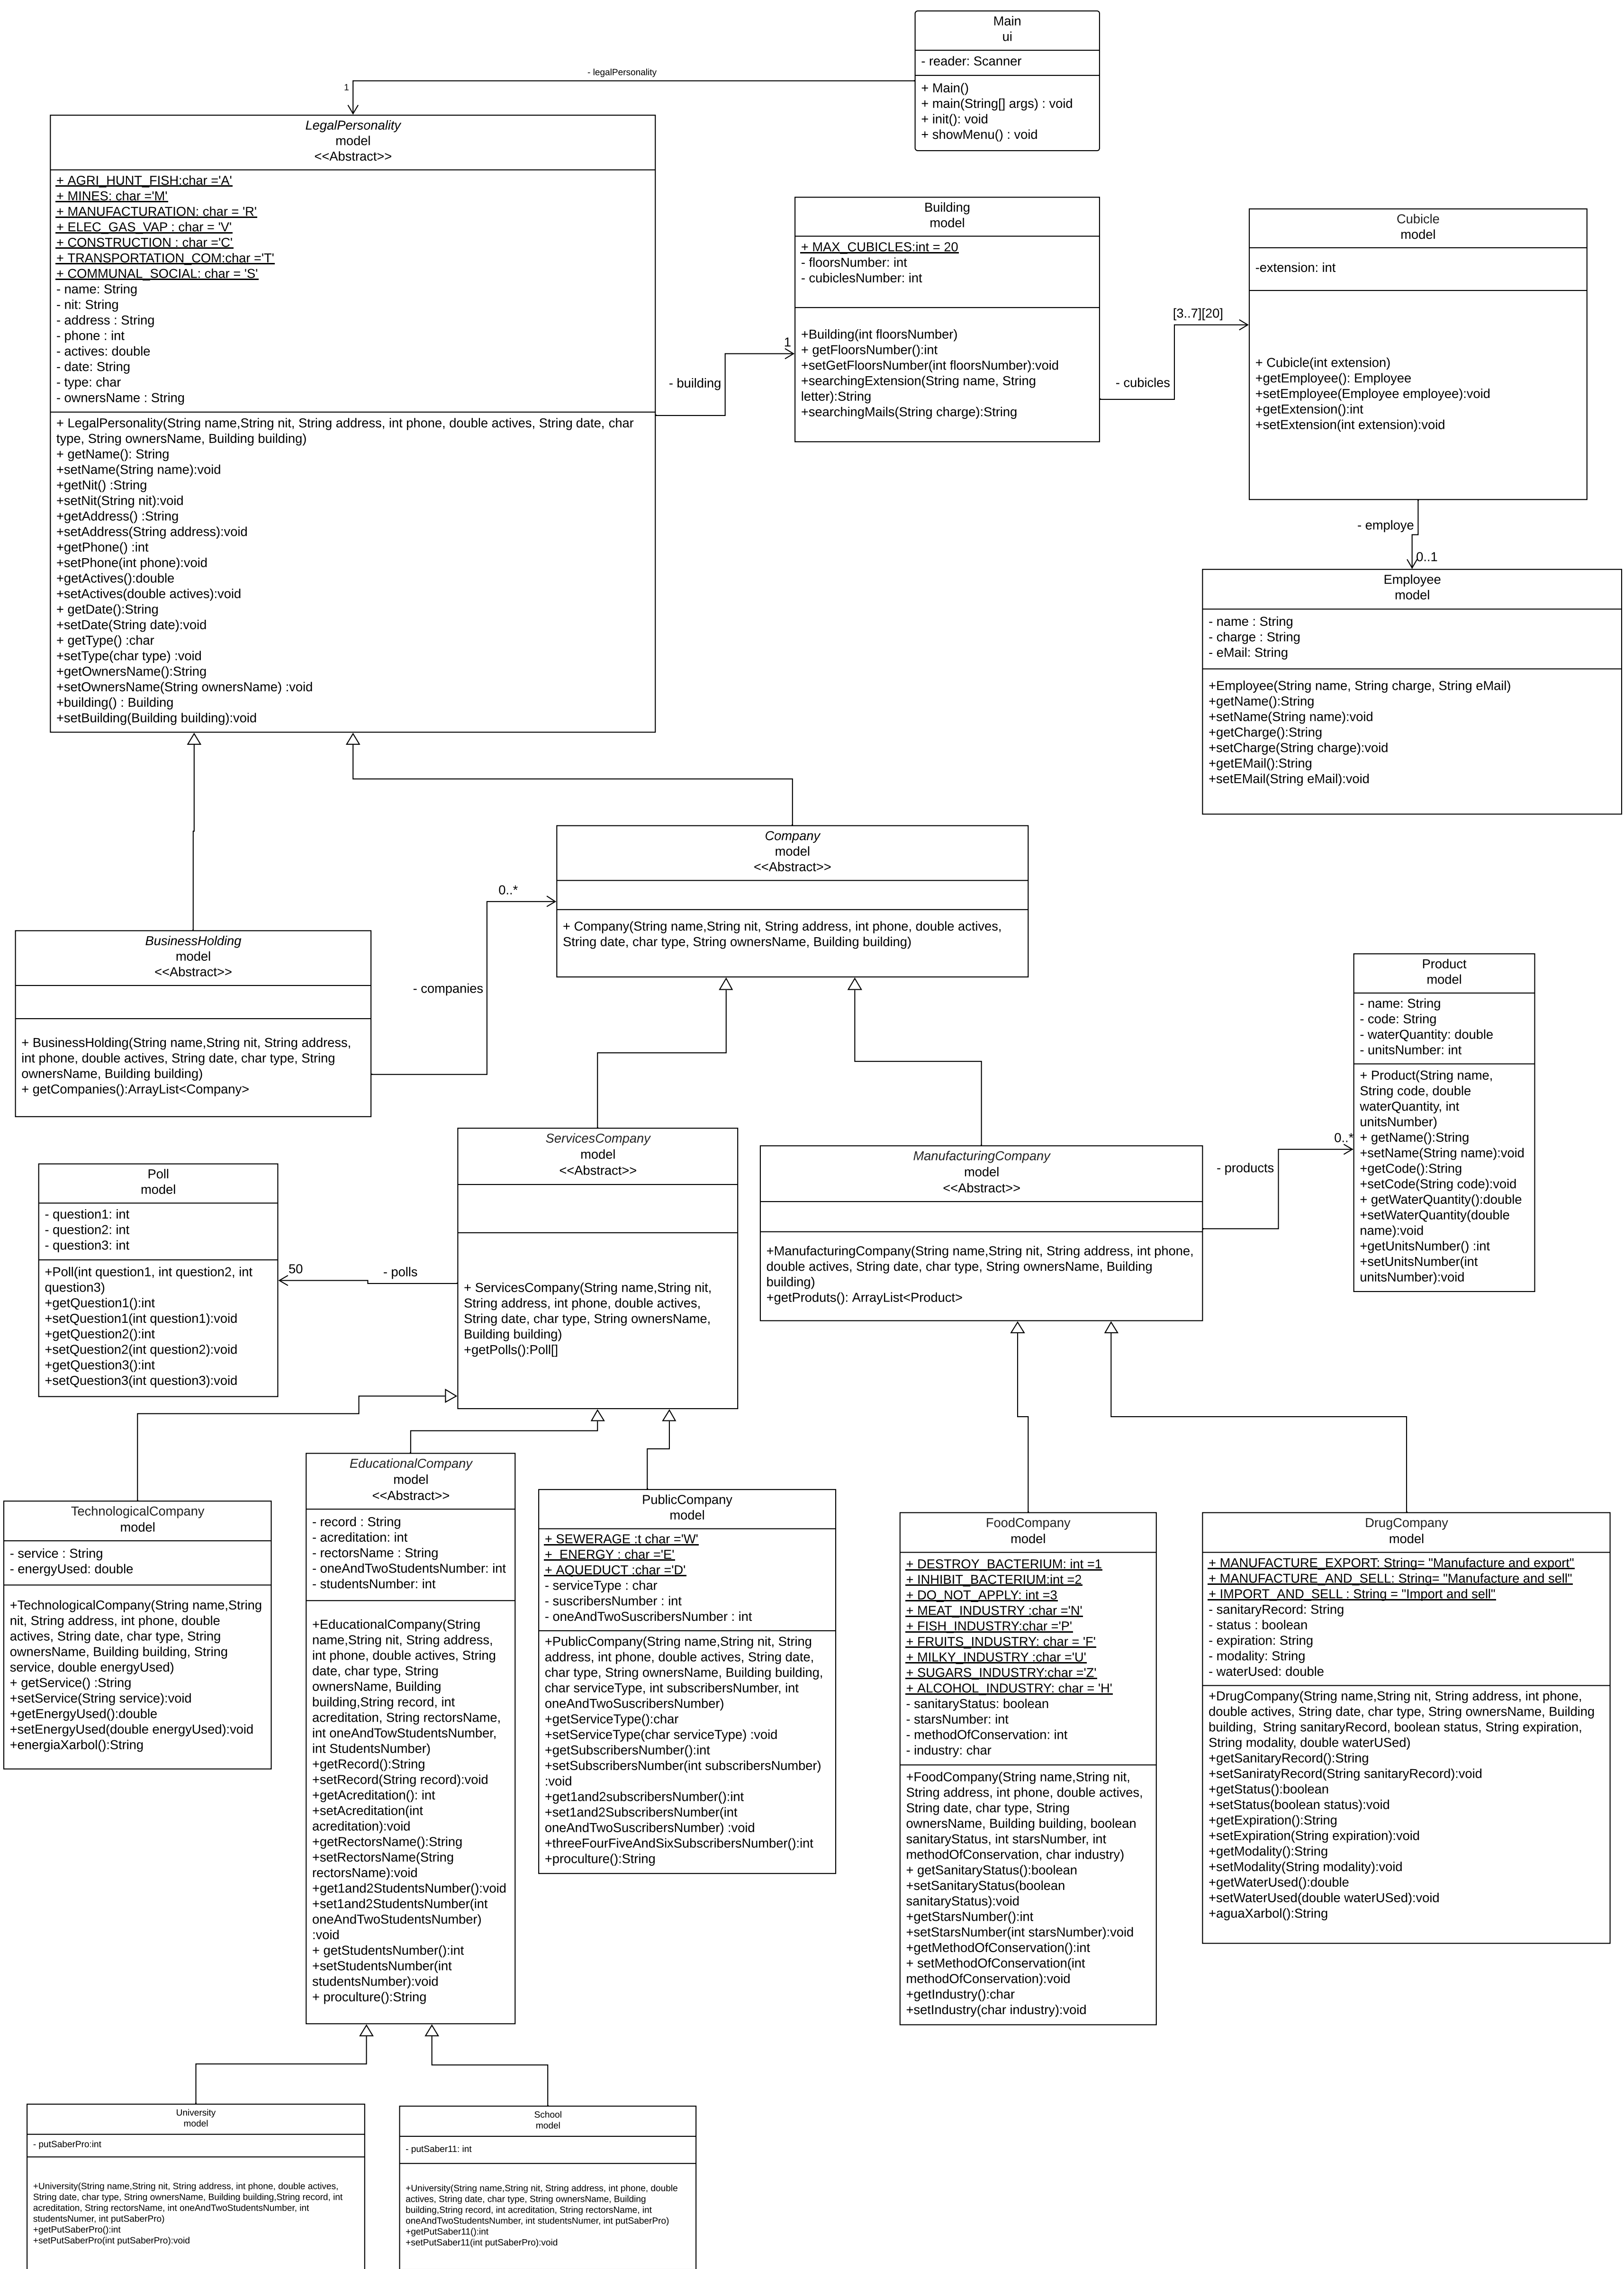 Main
ui
- reader: Scanner
+ Main()
+ main(String[] args) : void
+ init(): void
+ showMenu() : void
- legalPersonality
1
LegalPersonality
model
<<Abstract>>
+ AGRI_HUNT_FISH:char ='A'
+ MINES: char ='M'
+ MANUFACTURATION: char = 'R'
+ ELEC_GAS_VAP : char = 'V'
+ CONSTRUCTION : char ='C'
+ TRANSPORTATION_COM:char ='T'
+ COMMUNAL_SOCIAL: char = 'S'
- name: String
- nit: String
- address : String
- phone : int
- actives: double
- date: String
- type: char
- ownersName : String
+ LegalPersonality(String name,String nit, String address, int phone, double actives, String date, char
type, String ownersName, Building building)
+ getName(): String
+setName(String name):void
+getNit() :String
+setNit(String nit):void
+getAddress() :String
+setAddress(String address):void
+getPhone() :int
+setPhone(int phone):void
+getActives():double
+setActives(double actives):void
+ getDate():String
+setDate(String date):void
+ getType() :char
+setType(char type) :void
+getOwnersName():String
+setOwnersName(String ownersName) :void
+building() : Building
+setBuilding(Building building):void
- building
1
Building
model
+ MAX_CUBICLES:int = 20
- floorsNumber: int
- cubiclesNumber: int
+Building(int floorsNumber)
+ getFloorsNumber():int
+setGetFloorsNumber(int floorsNumber):void
+searchingExtension(String name, String
letter):String
+searchingMails(String charge):String
- cubicles
[3..7][20]
Cubicle
model
-extension: int
+ Cubicle(int extension)
+getEmployee(): Employee
+setEmployee(Employee employee):void
+getExtension():int
+setExtension(int extension):void
- employe
0..1
Employee
model
- name : String
- charge : String
- eMail: String
+Employee(String name, String charge, String eMail)
+getName():String
+setName(String name):void
+getCharge():String
+setCharge(String charge):void
+getEMail():String
+setEMail(String eMail):void
Company
model
<<Abstract>>
+ Company(String name,String nit, String address, int phone, double actives,
String date, char type, String ownersName, Building building)
0..*
- companies
BusinessHolding
model
<<Abstract>>
+ BusinessHolding(String name,String nit, String address,
int phone, double actives, String date, char type, String
ownersName, Building building)
+ getCompanies():ArrayList<Company>
Product
model
- name: String
- code: String
- waterQuantity: double
- unitsNumber: int
+ Product(String name,
String code, double
waterQuantity, int
unitsNumber)
+ getName():String
+setName(String name):void
+getCode():String
+setCode(String code):void
+ getWaterQuantity():double
+setWaterQuantity(double
name):void
+getUnitsNumber() :int
+setUnitsNumber(int
unitsNumber):void
0..*
- products
ServicesCompany
model
<<Abstract>>
+ ServicesCompany(String name,String nit,
String address, int phone, double actives,
String date, char type, String ownersName,
Building building)
+getPolls():Poll[]
ManufacturingCompany
model
<<Abstract>>
+ManufacturingCompany(String name,String nit, String address, int phone,
double actives, String date, char type, String ownersName, Building
building)
+getProduts(): ArrayList<Product>
Poll
model
- question1: int
- question2: int
- question3: int
+Poll(int question1, int question2, int
question3)
+getQuestion1():int
+setQuestion1(int question1):void
+getQuestion2():int
+setQuestion2(int question2):void
+getQuestion3():int
+setQuestion3(int question3):void
50
- polls
TechnologicalCompany
model
- service : String
- energyUsed: double
+TechnologicalCompany(String name,String
nit, String address, int phone, double
actives, String date, char type, String
ownersName, Building building, String
service, double energyUsed)
+ getService() :String
+setService(String service):void
+getEnergyUsed():double
+setEnergyUsed(double energyUsed):void
+energiaXarbol():String
EducationalCompany
model
<<Abstract>>
- record : String
- acreditation: int
- rectorsName : String
- oneAndTwoStudentsNumber: int
- studentsNumber: int
+EducationalCompany(String
name,String nit, String address,
int phone, double actives, String
date, char type, String
ownersName, Building
building,String record, int
acreditation, String rectorsName,
int oneAndTowStudentsNumber,
int StudentsNumber)
+getRecord():String
+setRecord(String record):void
+getAcreditation(): int
+setAcreditation(int
acreditation):void
+getRectorsName():String
+setRectorsName(String
rectorsName):void
+get1and2StudentsNumber():void
+set1and2StudentsNumber(int
oneAndTwoStudentsNumber)
:void
+ getStudentsNumber():int
+setStudentsNumber(int
studentsNumber):void
+ proculture():String
PublicCompany
model
+ SEWERAGE :t char ='W'
+  ENERGY : char ='E'
+ AQUEDUCT :char ='D'
- serviceType : char
- suscribersNumber : int
- oneAndTwoSuscribersNumber : int
+PublicCompany(String name,String nit, String
address, int phone, double actives, String date,
char type, String ownersName, Building building,
char serviceType, int subscribersNumber, int
oneAndTwoSuscribersNumber)
+getServiceType():char
+setServiceType(char serviceType) :void
+getSubscribersNumber():int
+setSubscribersNumber(int subscribersNumber)
:void
+get1and2subscribersNumber():int
+set1and2SubscribersNumber(int
oneAndTwoSubscribersNumber) :void
+threeFourFiveAndSixSubscribersNumber():int
+proculture():String
FoodCompany
model
+ DESTROY_BACTERIUM: int =1
+ INHIBIT_BACTERIUM:int =2
+ DO_NOT_APPLY: int =3
+ MEAT_INDUSTRY :char ='N'
+ FISH_INDUSTRY:char ='P'
+ FRUITS_INDUSTRY: char = 'F'
+ MILKY_INDUSTRY :char ='U'
+ SUGARS_INDUSTRY:char ='Z'
+ ALCOHOL_INDUSTRY: char = 'H'
- sanitaryStatus: boolean
- starsNumber: int
- methodOfConservation: int
- industry: char
+FoodCompany(String name,String nit,
String address, int phone, double actives,
String date, char type, String
ownersName, Building building, boolean
sanitaryStatus, int starsNumber, int
methodOfConservation, char industry)
+ getSanitaryStatus():boolean
+setSanitaryStatus(boolean
sanitaryStatus):void
+getStarsNumber():int
+setStarsNumber(int starsNumber):void
+getMethodOfConservation():int
+ setMethodOfConservation(int
methodOfConservation):void
+getIndustry():char
+setIndustry(char industry):void
DrugCompany
model
+ MANUFACTURE_EXPORT: String= "Manufacture and export"
+ MANUFACTURE_AND_SELL: String= "Manufacture and sell"
+ IMPORT_AND_SELL : String = "Import and sell"
- sanitaryRecord: String
- status : boolean
- expiration: String
- modality: String
- waterUsed: double
+DrugCompany(String name,String nit, String address, int phone,
double actives, String date, char type, String ownersName, Building
building,  String sanitaryRecord, boolean status, String expiration,
String modality, double waterUSed)
+getSanitaryRecord():String
+setSaniratyRecord(String sanitaryRecord):void
+getStatus():boolean
+setStatus(boolean status):void
+getExpiration():String
+setExpiration(String expiration):void
+getModality():String
+setModality(String modality):void
+getWaterUsed():double
+setWaterUsed(double waterUSed):void
+aguaXarbol():String
University
model
- putSaberPro:int
+University(String name,String nit, String address, int phone, double actives,
String date, char type, String ownersName, Building building,String record, int
acreditation, String rectorsName, int oneAndTwoStudentsNumber, int
studentsNumer, int putSaberPro)
+getPutSaberPro():int
+setPutSaberPro(int putSaberPro):void
School
model
- putSaber11: int
+University(String name,String nit, String address, int phone, double
actives, String date, char type, String ownersName, Building
building,String record, int acreditation, String rectorsName, int
oneAndTwoStudentsNumber, int studentsNumer, int putSaberPro)
+getPutSaber11():int
+setPutSaber11(int putSaberPro):void